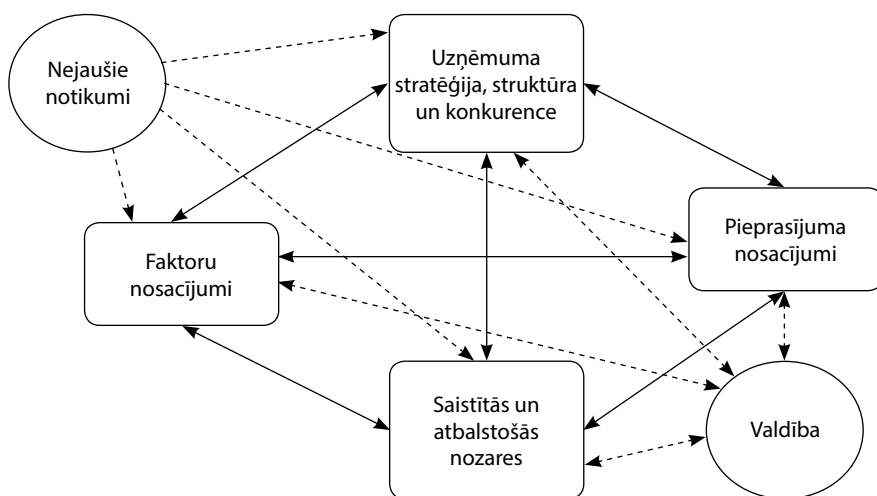 Nejaušie
notikumi
Uzņēmuma
stratēģija, struktūra
un konkurence
Pieprasījuma
nosacījumi
Faktoru
nosacījumi
Saistītās un
atbalstošās
nozares
Valdība